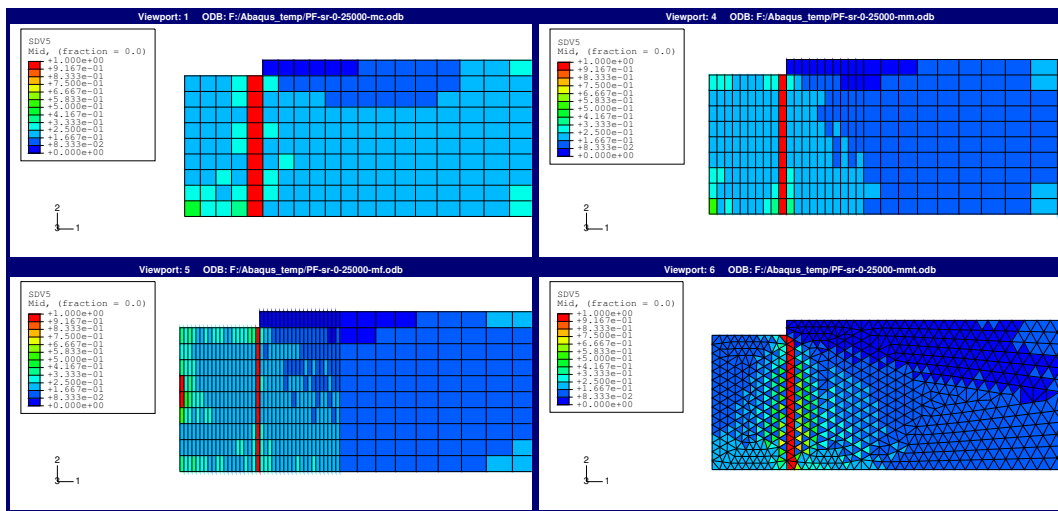 Viewport: 1 ODB: F:/Abaqus_temp/PF-sr-0-25000-mc.odb
SDV5
Mid, (fraction = 0.0)
+1.000e+00
+9.167e-01
+8.333e-01
+7.500e-01
+6.667e-01
+5.833e-01
+5.000e-01
+4.167e-01
+3.333e-01
+2.500e-01
+1.667e-01
+8.333e-02
+0.000e+00
2
3 1
Viewport: 4 ODB: F:/Abaqus_temp/PF-sr-0-25000-mm.odb
SDV5
Mid, (fraction = 0.0)
+1.000e+00
+9.167e-01
+8.333e-01
+7.500e-01
+6.667e-01
+5.833e-01
+5.000e-01
+4.167e-01
+3.333e-01
+2.500e-01
+1.667e-01
+8.333e-02
+0.000e+00
2
3 1
Viewport: 5 ODB: F:/Abaqus_temp/PF-sr-0-25000-mf.odb
SDV5
Mid, (fraction = 0.0)
+1.000e+00
+9.167e-01
+8.333e-01
+7.500e-01
+6.667e-01
+5.833e-01
+5.000e-01
+4.167e-01
+3.333e-01
+2.500e-01
+1.667e-01
+8.333e-02
+0.000e+00
2
3 1
Viewport: 6 ODB: F:/Abaqus_temp/PF-sr-0-25000-mmt.odb
SDV5
Mid, (fraction = 0.0)
+1.000e+00
+9.167e-01
+8.333e-01
+7.500e-01
+6.667e-01
+5.833e-01
+5.000e-01
+4.167e-01
+3.333e-01
+2.500e-01
+1.667e-01
+8.333e-02
+0.000e+00
2
3 1